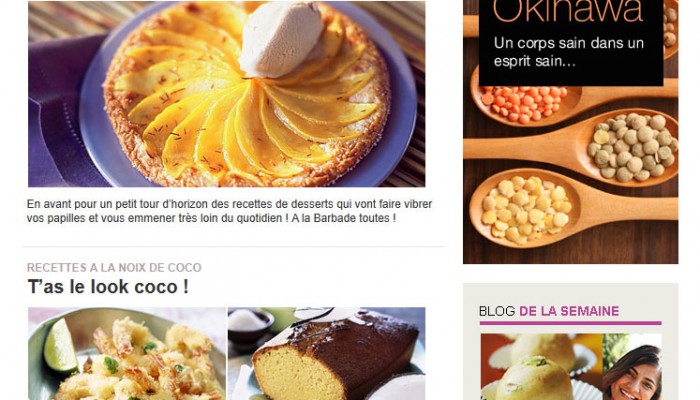 En avant pour un petit tour d'horizon des recettes de desserts qui vont faire vibrer
vos papilles et vous emmener très loin du quotidien ! A la Barbade toutes !
RECETTES A LA NOIX DE COCO
T'as le look coco !
Okinawa
Un corps sain dans un
esprit sain...
BLOG DE LA SEMAINE